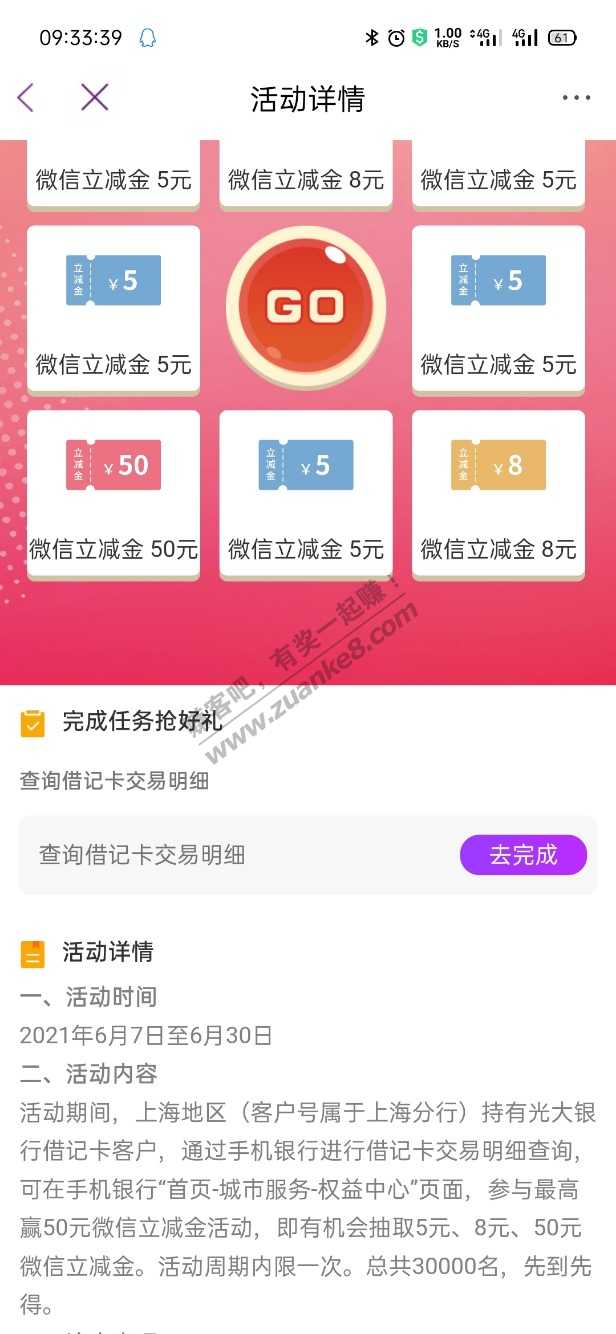 09:33:39
1.00
KB/S
4G
4G
61
活动详情
微信立减金 5元
微信立减金 8元
微信立减金 5元
立减金
¥5
立减金
¥5
GO
微信立减金 5元
微信立减金 5元
立减金
¥50
立减金
¥5
立减金
¥8
微信立减金 50元
微信立减金 5元
微信立减金 8元
赚客吧，有奖一起赚！
www.zuanke8.com
完成任务抢好礼
查询借记卡交易明细
查询借记卡交易明细
去完成
活动详情
一、活动时间
2021年6月7日至6月30日
二、活动内容
活动期间，上海地区（客户号属于上海分行）持有光大银
行借记卡客户，通过手机银行进行借记卡交易明细查询，
可在手机银行“首页-城市服务-权益中心”页面，参与最高
赢50元微信立减金活动，即有机会抽取5元、8元、50元
微信立减金。活动周期内限一次。总共30000名，先到先
得。